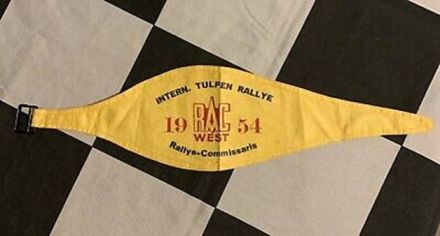 INTERN. TULPEN RALLYE
19 RAC 54
WEST
Rallye-Commissaris